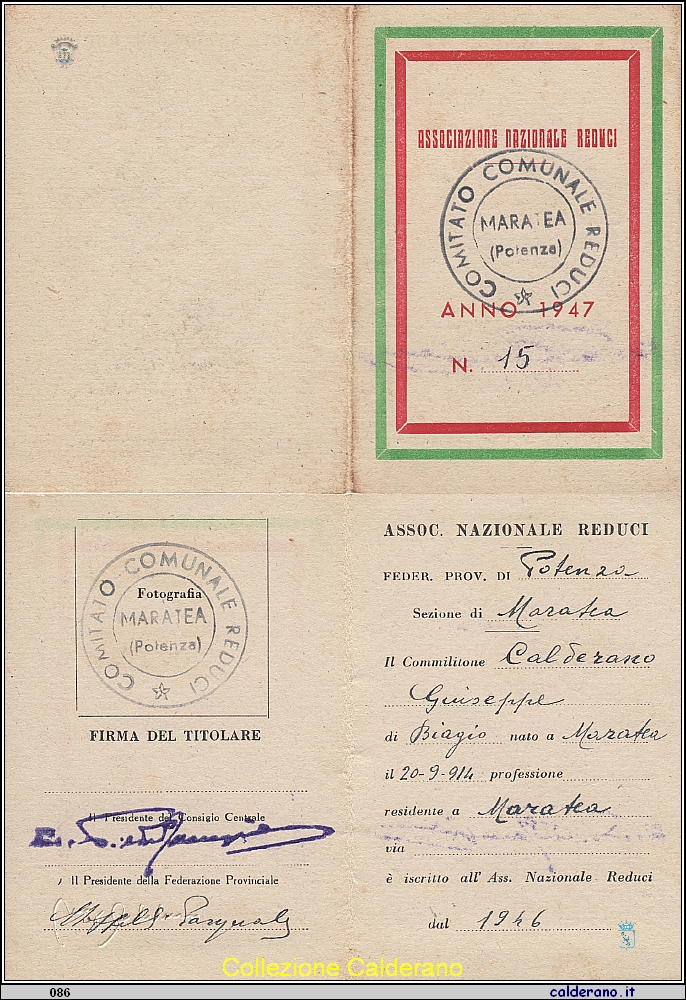 ASSOCIAZIONE NAZIONALE REDUCI
COMITATO COMUNALE REDUCI
MARATEA
(Potenza)
ANNO 1947
N. 15
COMITATO COMUNALE REDUCI
Fotografia
MARATEA
(Potenza)
FIRMA DEL TITOLARE
Il Presidente del Consigio Centrale
Il Presidente della Federazione Provinciale
Pasquale
ASSOC. NAZIONALE REDUCI
FEDER. PROV. DI Potenza
Sezione di Maratea
Il Commilitone Calderano
Giuseppe
di Biagio nato a Maratea
il 20-9-914 professione
residente a Maratea
via
è iscritto all' Ass. Nazionale Reduci
dal 1946
Collezione Calderano
086
calderano.it